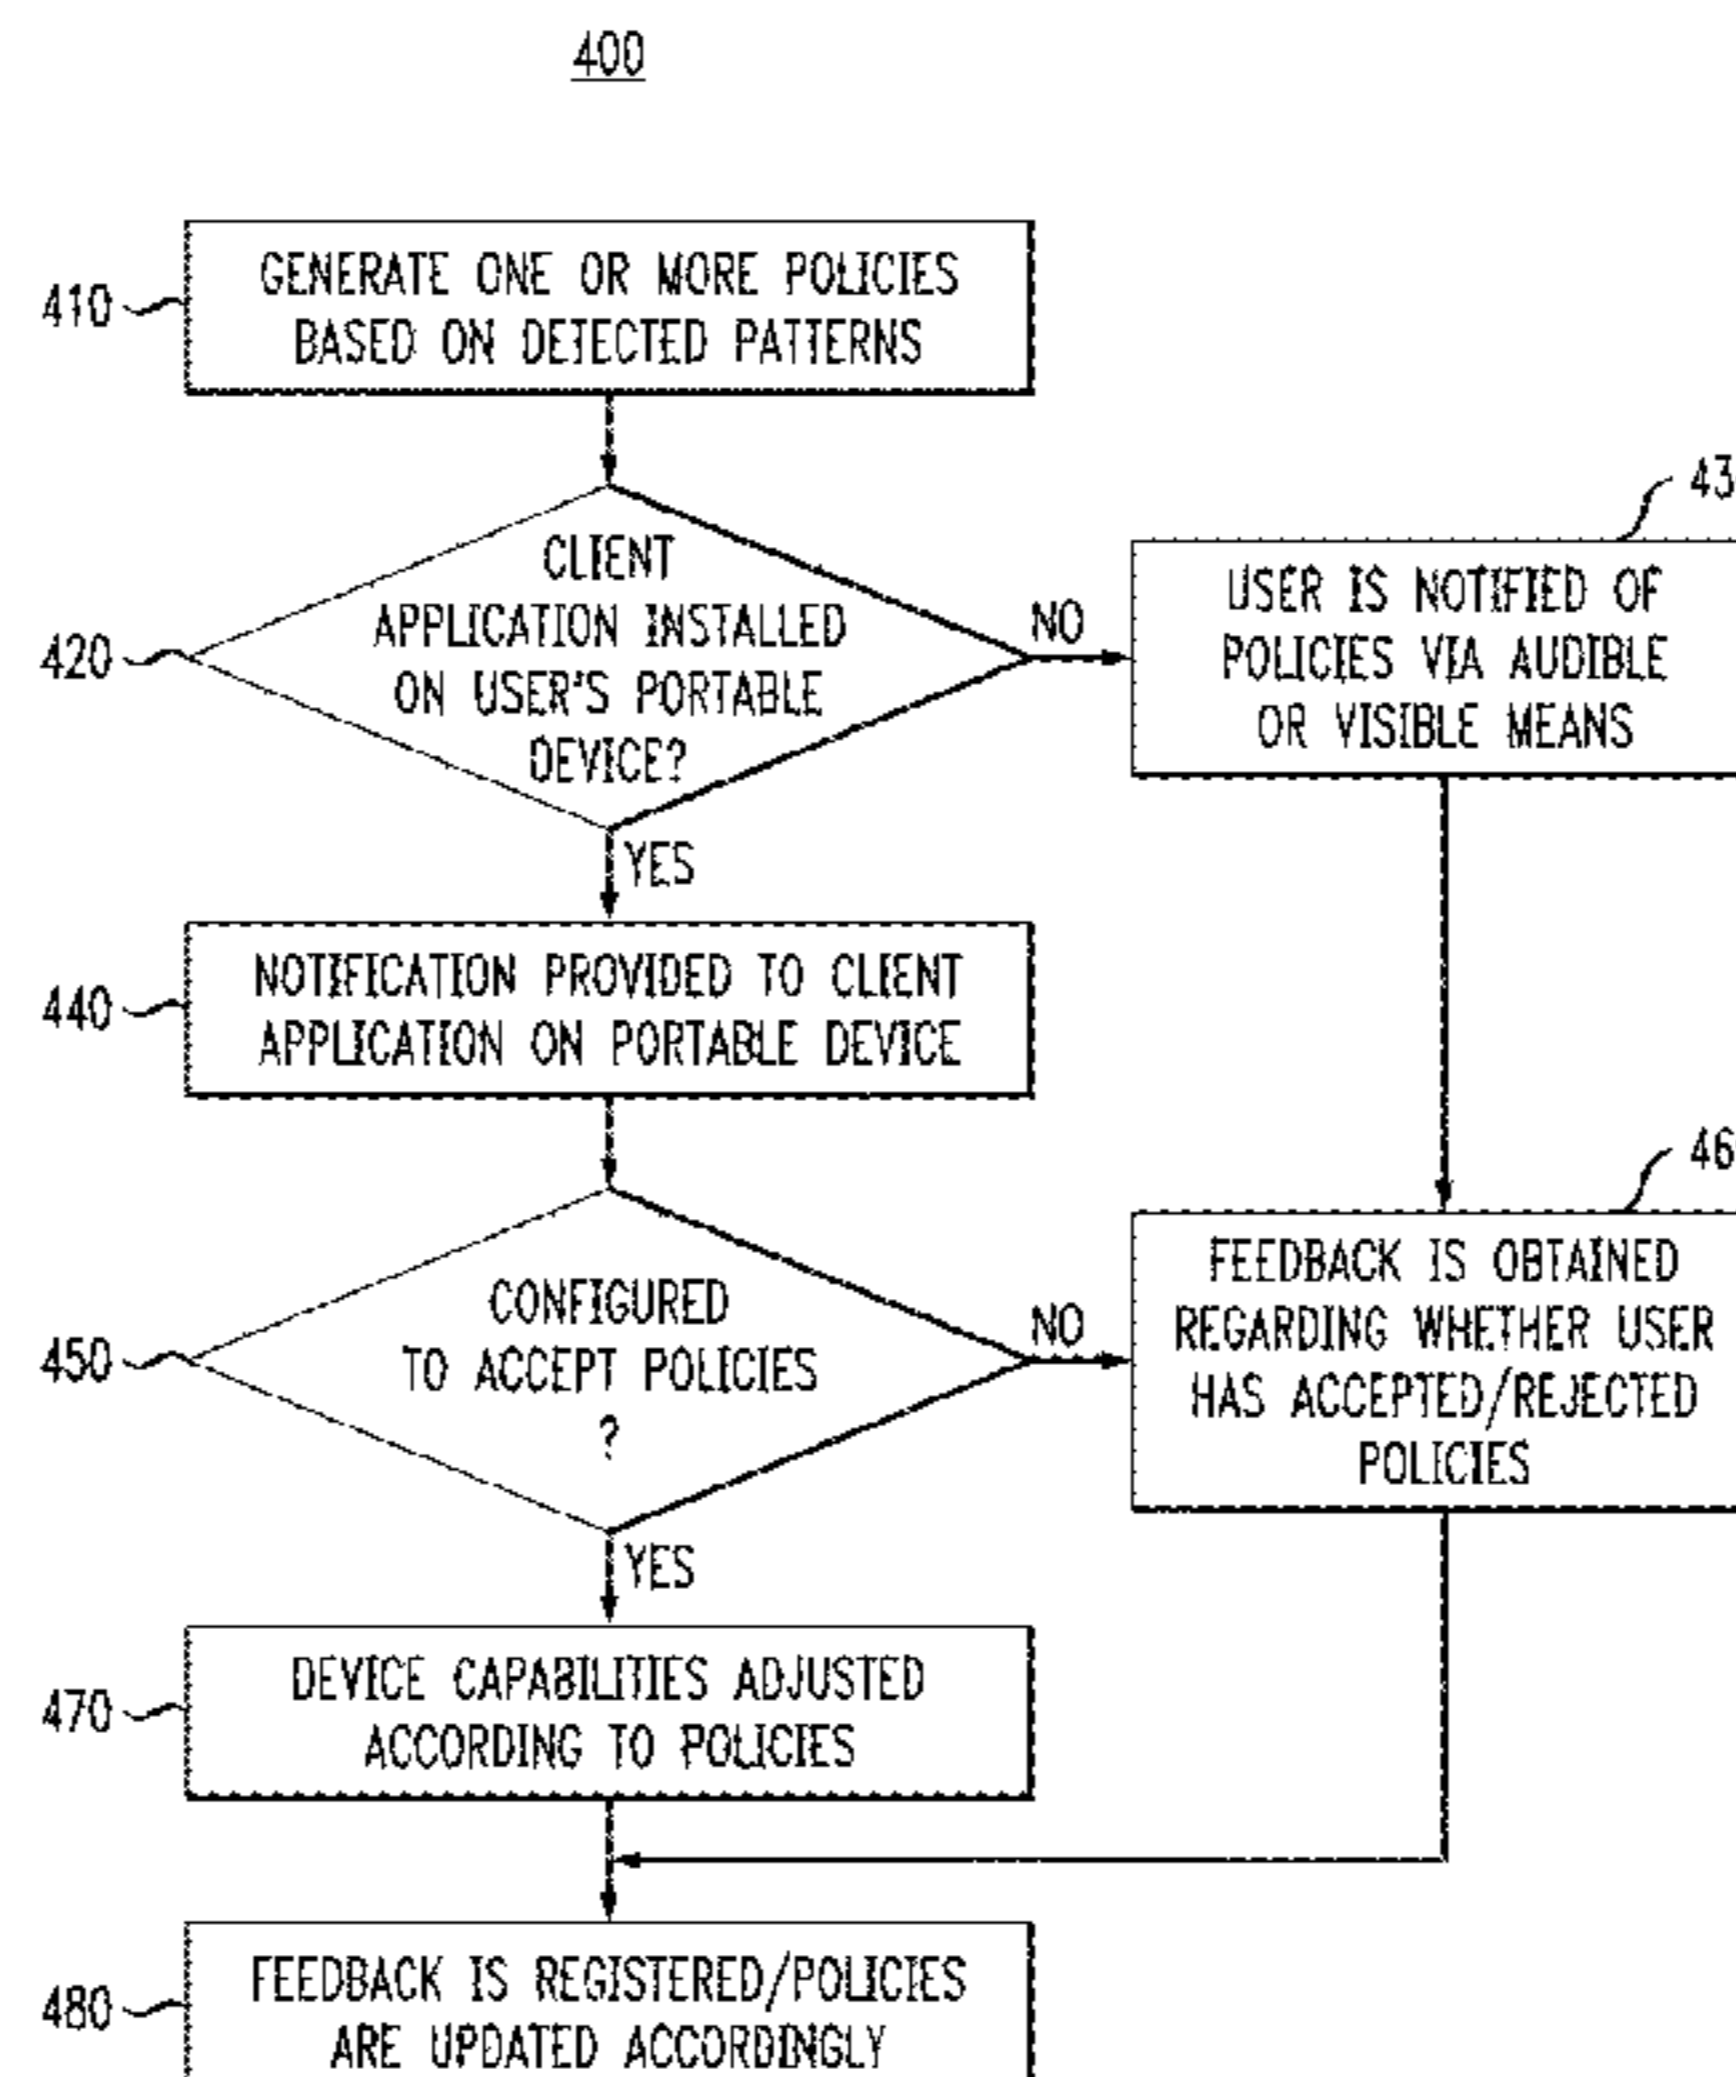 400
410
GENERATE ONE OR MORE POLICIES
BASED ON DETECTED PATTERNS
420
CLIENT
APPLICATION INSTALLED
ON USER'S PORTABLE
DEVICE?
NO
43
USER IS NOTIFIED OF
POLICIES VIA AUDIBLE
OR VISIBLE MEANS
YES
440
NOTIFICATION PROVIDED TO CLIENT
APPLICATION ON PORTABLE DEVICE
450
CONFIGURED
TO ACCEPT POLICIES
?
NO
46
FEEDBACK IS OBTAINED
REGARDING WHETHER USER
HAS ACCEPTED/REJECTED
POLICIES
YES
470
DEVICE CAPABILITIES ADJUSTED
ACCORDING TO POLICIES
480
FEEDBACK IS REGISTERED/POLICIES
ARE UPDATED ACCORDINGLY